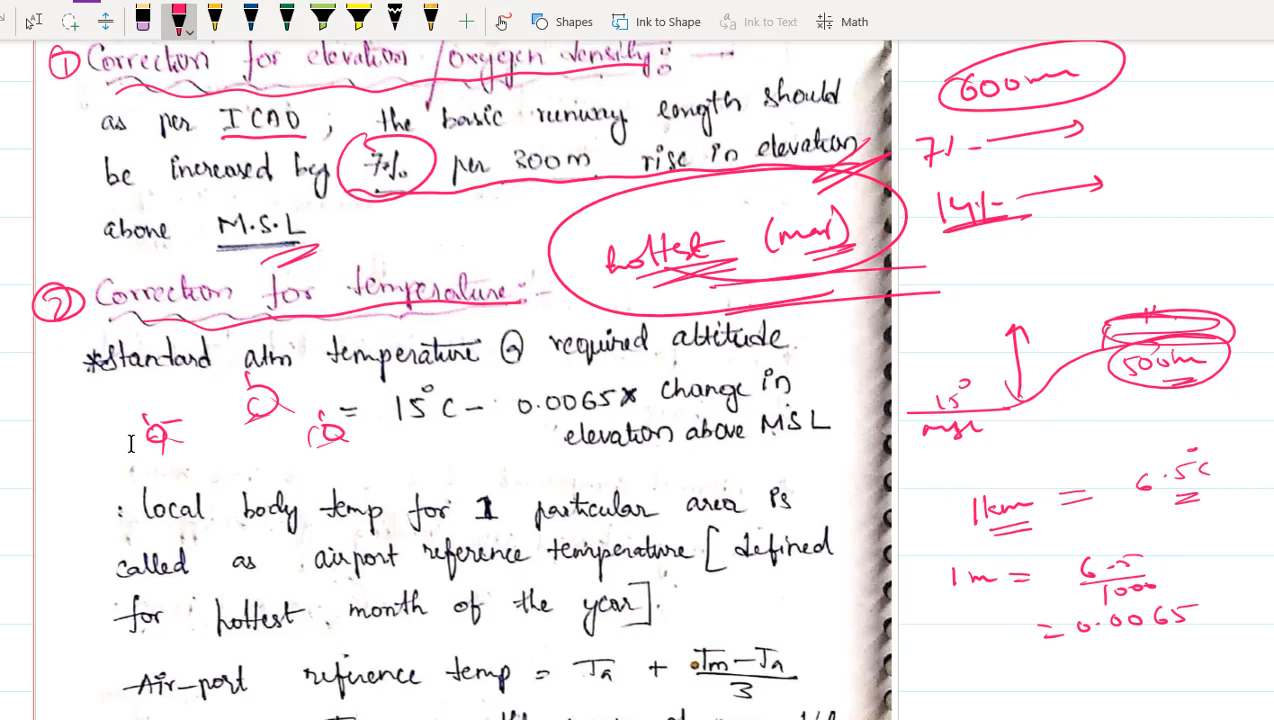 Shapes
Ink to Shape
Ink to Text
Math
① Correction for elevation / oxygen density :-
as per ICAO ; the basic runway length should
be increased by 7% per 300m rise in elevation
above M.S.L
hottest (max)
② Correction for temperature :-
*Standard atm temperature @ required altitude
= 15°C - 0.0065 x change in
elevation above MSL
: local body temp for 1 particular area is
called as airport reference temperature [ defined
for hottest month of the year ].
Air-port reference temp = Ta + Tm - Ta
3
600m
7%
14%
15°
msl
500m
1km = 6.5°C
1m = 6.5
1000
= 0.0065